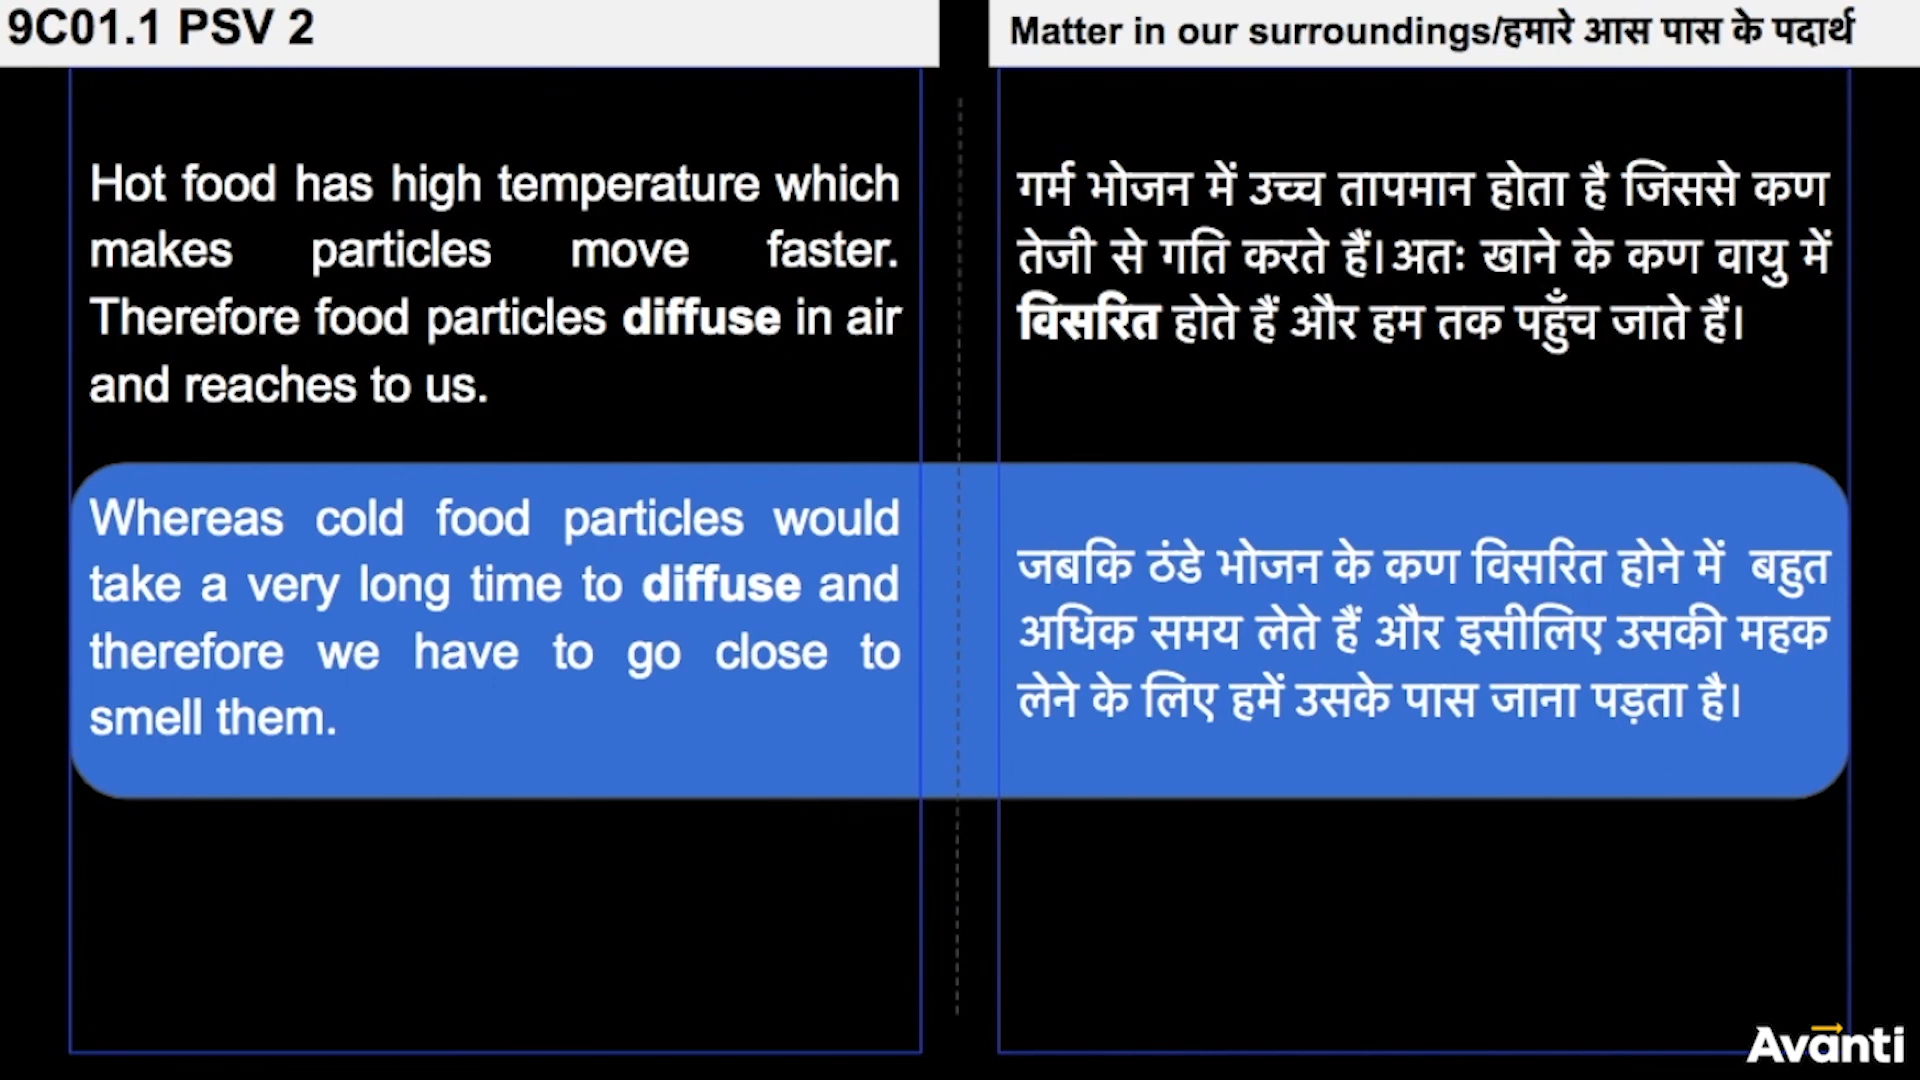 9C01.1 PSV 2
Matter in our surroundings/हमारे आस पास के पदार्थ
Hot food has high temperature which
makes particles move faster.
Therefore food particles diffuse in air
and reaches to us.
गर्म भोजन में उच्च तापमान होता है जिससे कण
तेजी से गति करते हैं।अतः खाने के कण वायु में
विसरित होते हैं और हम तक पहुँच जाते हैं।
Whereas cold food particles would
take a very long time to diffuse and
therefore we have to go close to
smell them.
जबकि ठंडे भोजन के कण विसरित होने में बहुत
अधिक समय लेते हैं और इसीलिए उसकी महक
लेने के लिए हमें उसके पास जाना पड़ता है।
Avanti